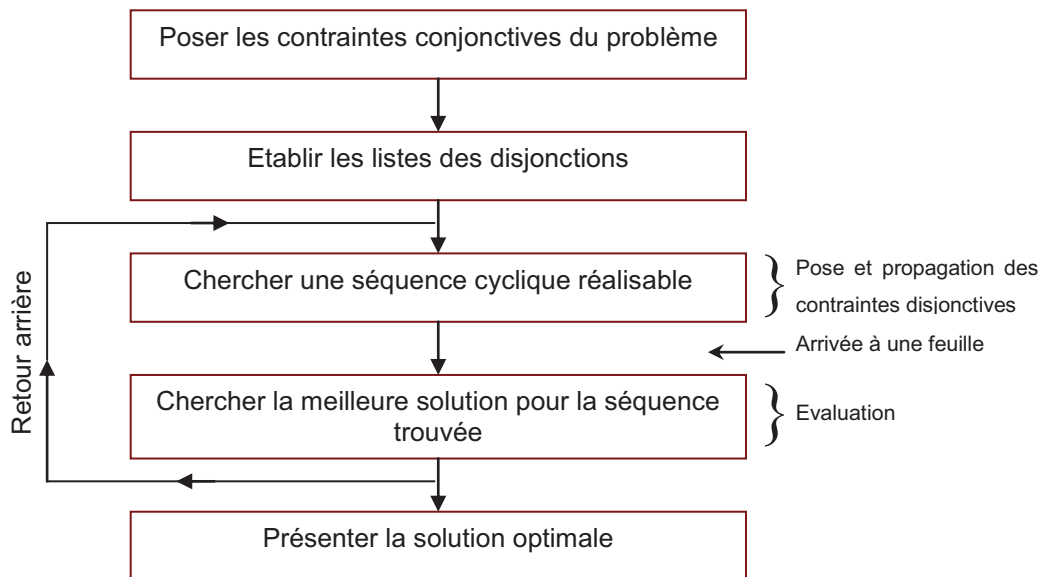 Poser les contraintes conjonctives du problème
Etablir les listes des disjonctions
Retour arrière
Chercher une séquence cyclique réalisable
Pose et propagation des
contraintes disjonctives
Arrivée à une feuille
Chercher la meilleure solution pour la séquence
trouvée
Evaluation
Présenter la solution optimale